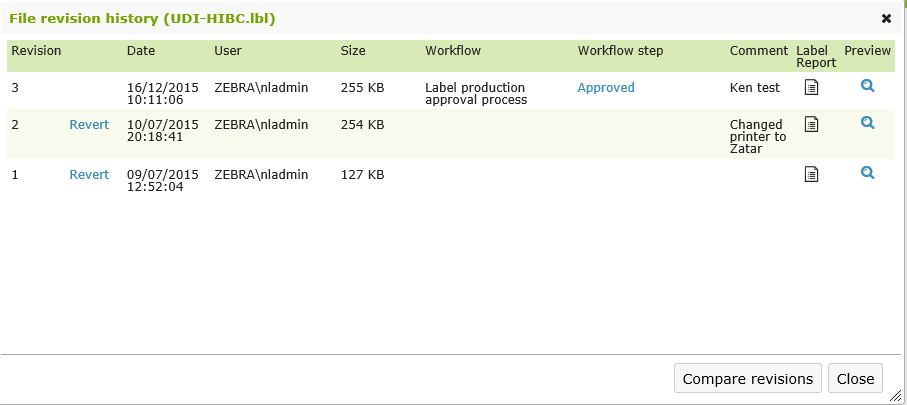 File revision history (UDI-HIBC.lbl) ✖
Revision Date User Size Workflow Workflow step Comment Label Report Preview
3 16/12/2015 10:11:06 ZEBRA\nladmin 255 KB Label production approval process Approved Ken test
2 Revert 10/07/2015 20:18:41 ZEBRA\nladmin 254 KB Changed printer to Zatar
1 Revert 09/07/2015 12:52:04 ZEBRA\nladmin 127 KB
Compare revisions Close